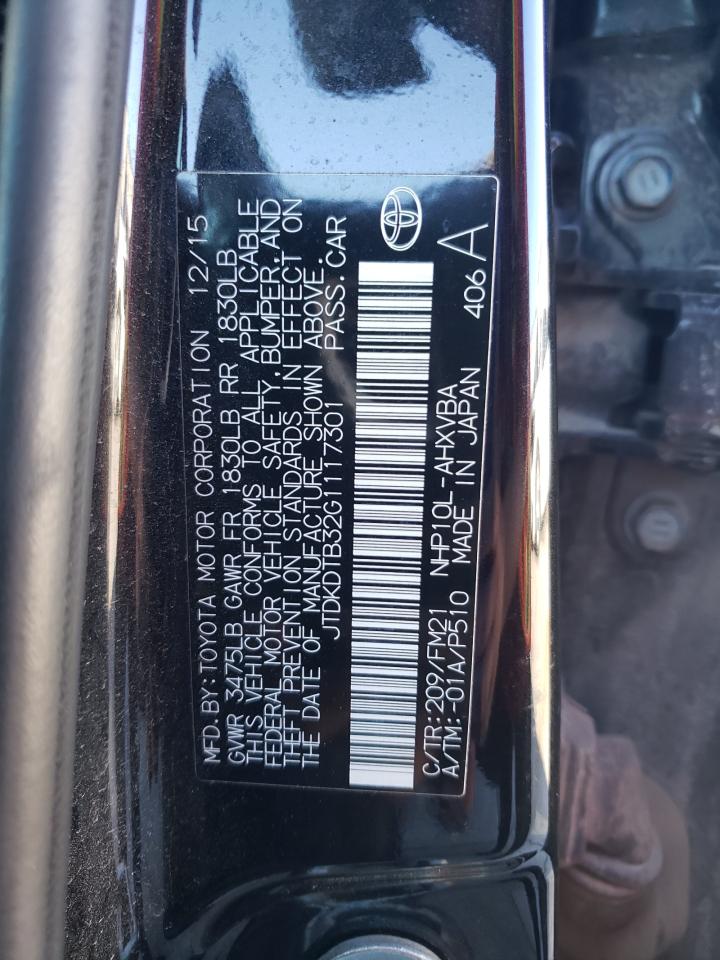 MFD.BY:TOYOTA MOTOR CORPORATION 12/15
GVWR 3475LB GAWR FR 1830LB RR 1830LB
THIS VEHICLE CONFORMS TO ALL APPLICABLE
FEDERAL MOTOR VEHICLE SAFETY,BUMPER,AND
THEFT PREVENTION STANDARDS IN EFFECT ON
THE DATE OF MANUFACTURE SHOWN ABOVE.
JTDKDTB32G1117301 PASS.CAR
C/TR:209/FM21 NHP10L-AHXVBA
A/TM:-01A/P510 MADE IN JAPAN 406 A